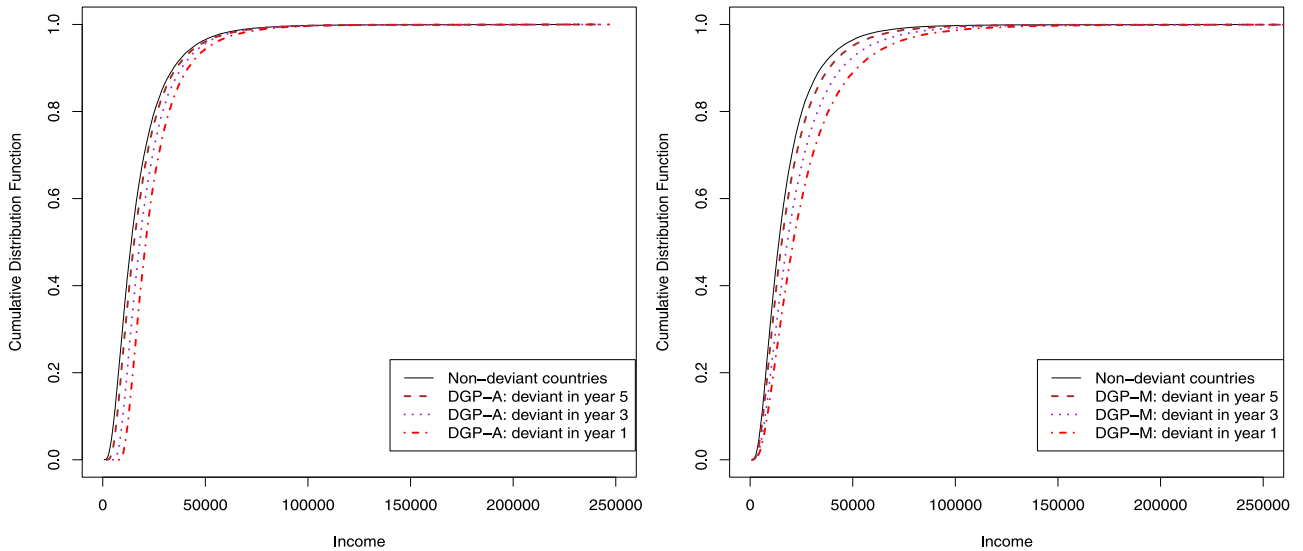 Cumulative Distribution Function
1.0
0.8
0.6
0.4
0.2
0.0
Non−deviant countries
DGP−A: deviant in year 5
DGP−A: deviant in year 3
DGP−A: deviant in year 1
0 50000 100000 150000 200000 250000
Income
Cumulative Distribution Function
1.0
0.8
0.6
0.4
0.2
0.0
Non−deviant countries
DGP−M: deviant in year 5
DGP−M: deviant in year 3
DGP−M: deviant in year 1
0 50000 100000 150000 200000 250000
Income